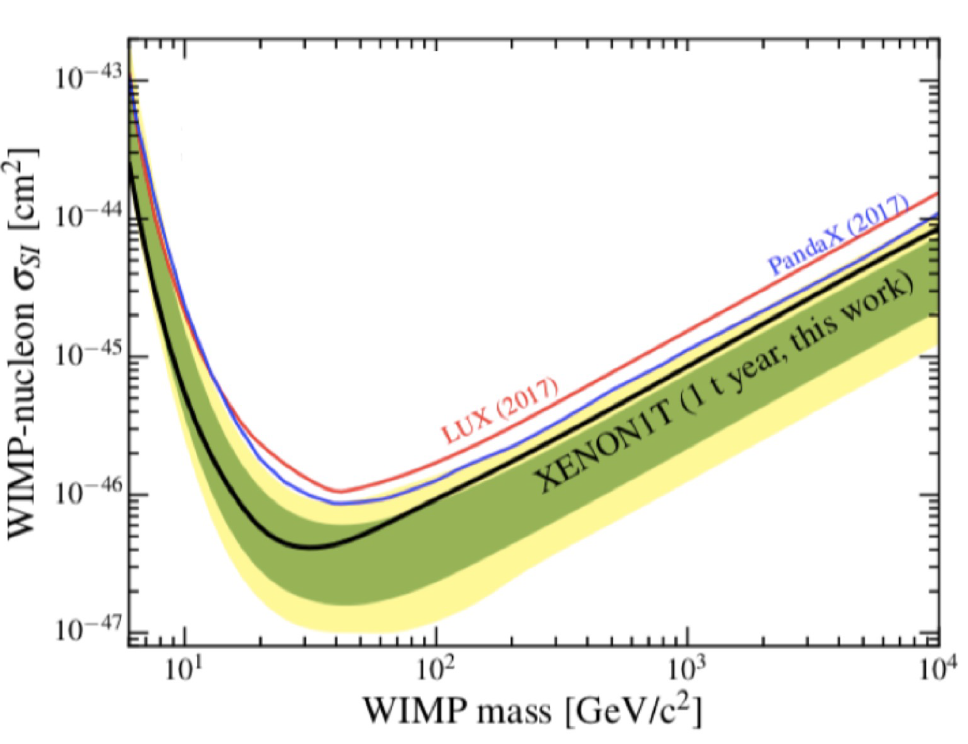 10⁻⁴³
10⁻⁴⁴
10⁻⁴⁵
10⁻⁴⁶
10⁻⁴⁷
WIMP-nucleon σ_SI [cm²]
PandaX (2017)
LUX (2017)
XENON1T (1 t year, this work)
10¹ 10² 10³ 10⁴
WIMP mass [GeV/c²]